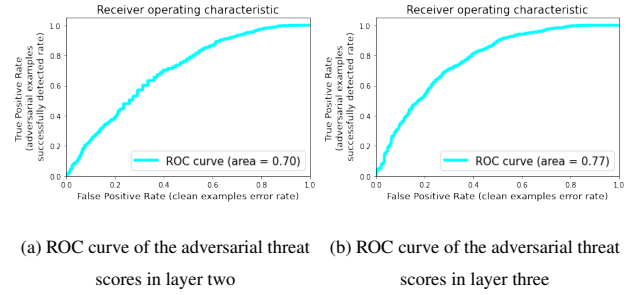 Receiver operating characteristic
1.0
0.8
0.6
0.4
0.2
0.0
True Positive Rate
(adversarial examples
successfully detected rate)
ROC curve (area = 0.70)
0.0 0.2 0.4 0.6 0.8 1.0
False Positive Rate (clean examples error rate)
(a) ROC curve of the adversarial threat
scores in layer two
Receiver operating characteristic
1.0
0.8
0.6
0.4
0.2
0.0
True Positive Rate
(adversarial examples
successfully detected rate)
ROC curve (area = 0.77)
0.0 0.2 0.4 0.6 0.8 1.0
False Positive Rate (clean examples error rate)
(b) ROC curve of the adversarial threat
scores in layer three